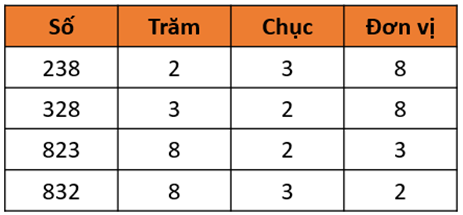 Số Trăm Chục Đơn vị
238 2 3 8
328 3 2 8
823 8 2 3
832 8 3 2